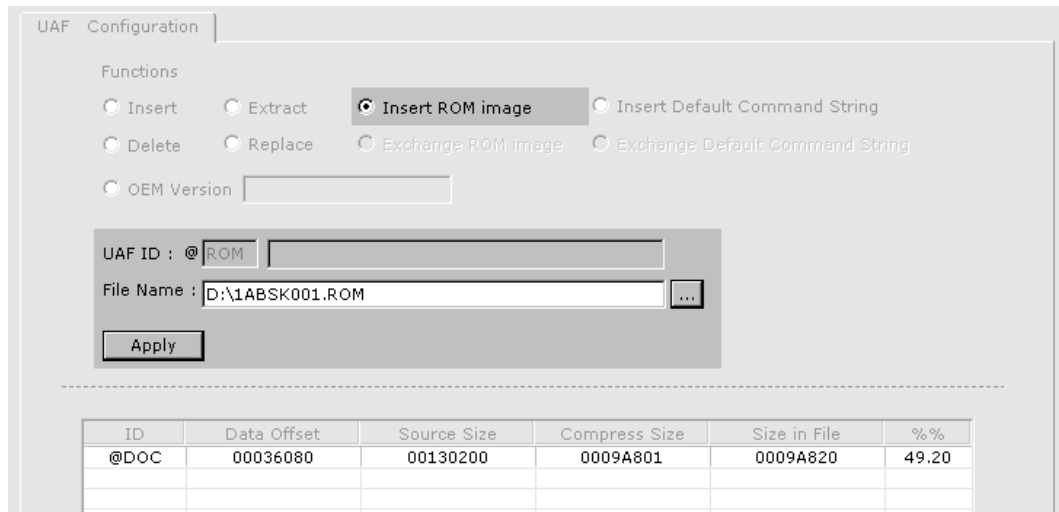 UAF Configuration
Functions
Insert Extract Insert ROM image Insert Default Command String
Delete Replace Exchange ROM image Exchange Default Command String
OEM Version
UAF ID : @ ROM
File Name : D:\1ABSK001.ROM ...
Apply
ID Data Offset Source Size Compress Size Size in File %%
@DOC 00036080 00130200 0009A801 0009A820 49.20